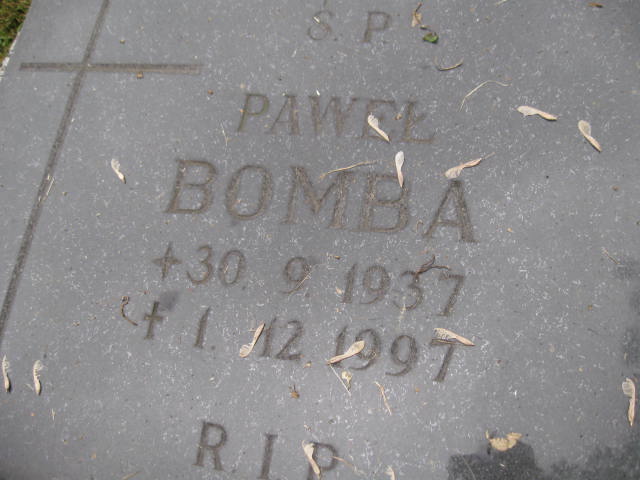 Ś. P.
PAWEŁ
BOMBA
+ 30. 9. 1937
† 1. 12 1997
R.I.P.